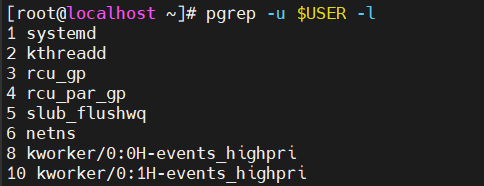 [root@localhost ~]# pgrep -u $USER -l
1 systemd
2 kthreadd
3 rcu_gp
4 rcu_par_gp
5 slub_flushwq
6 netns
8 kworker/0:0H-events_highpri
10 kworker/0:1H-events_highpri